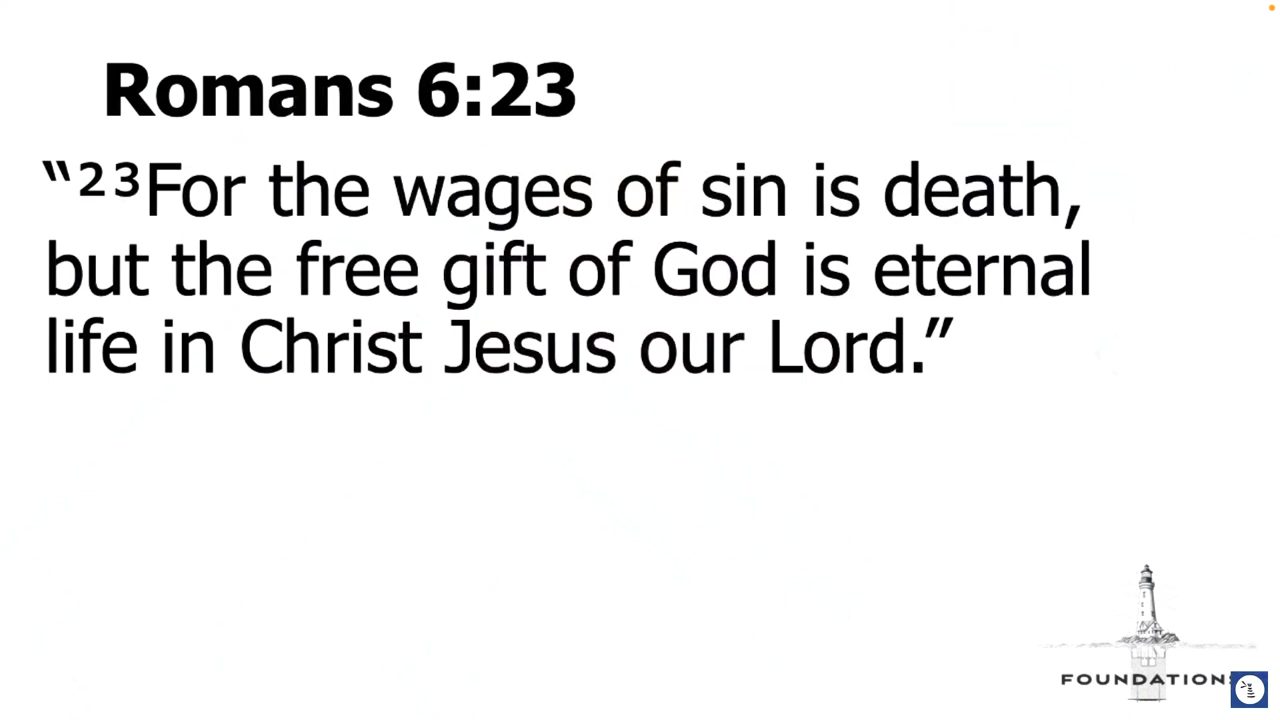 Romans 6:23
“²³For the wages of sin is death,
but the free gift of God is eternal
life in Christ Jesus our Lord.”
FOUNDATIONS